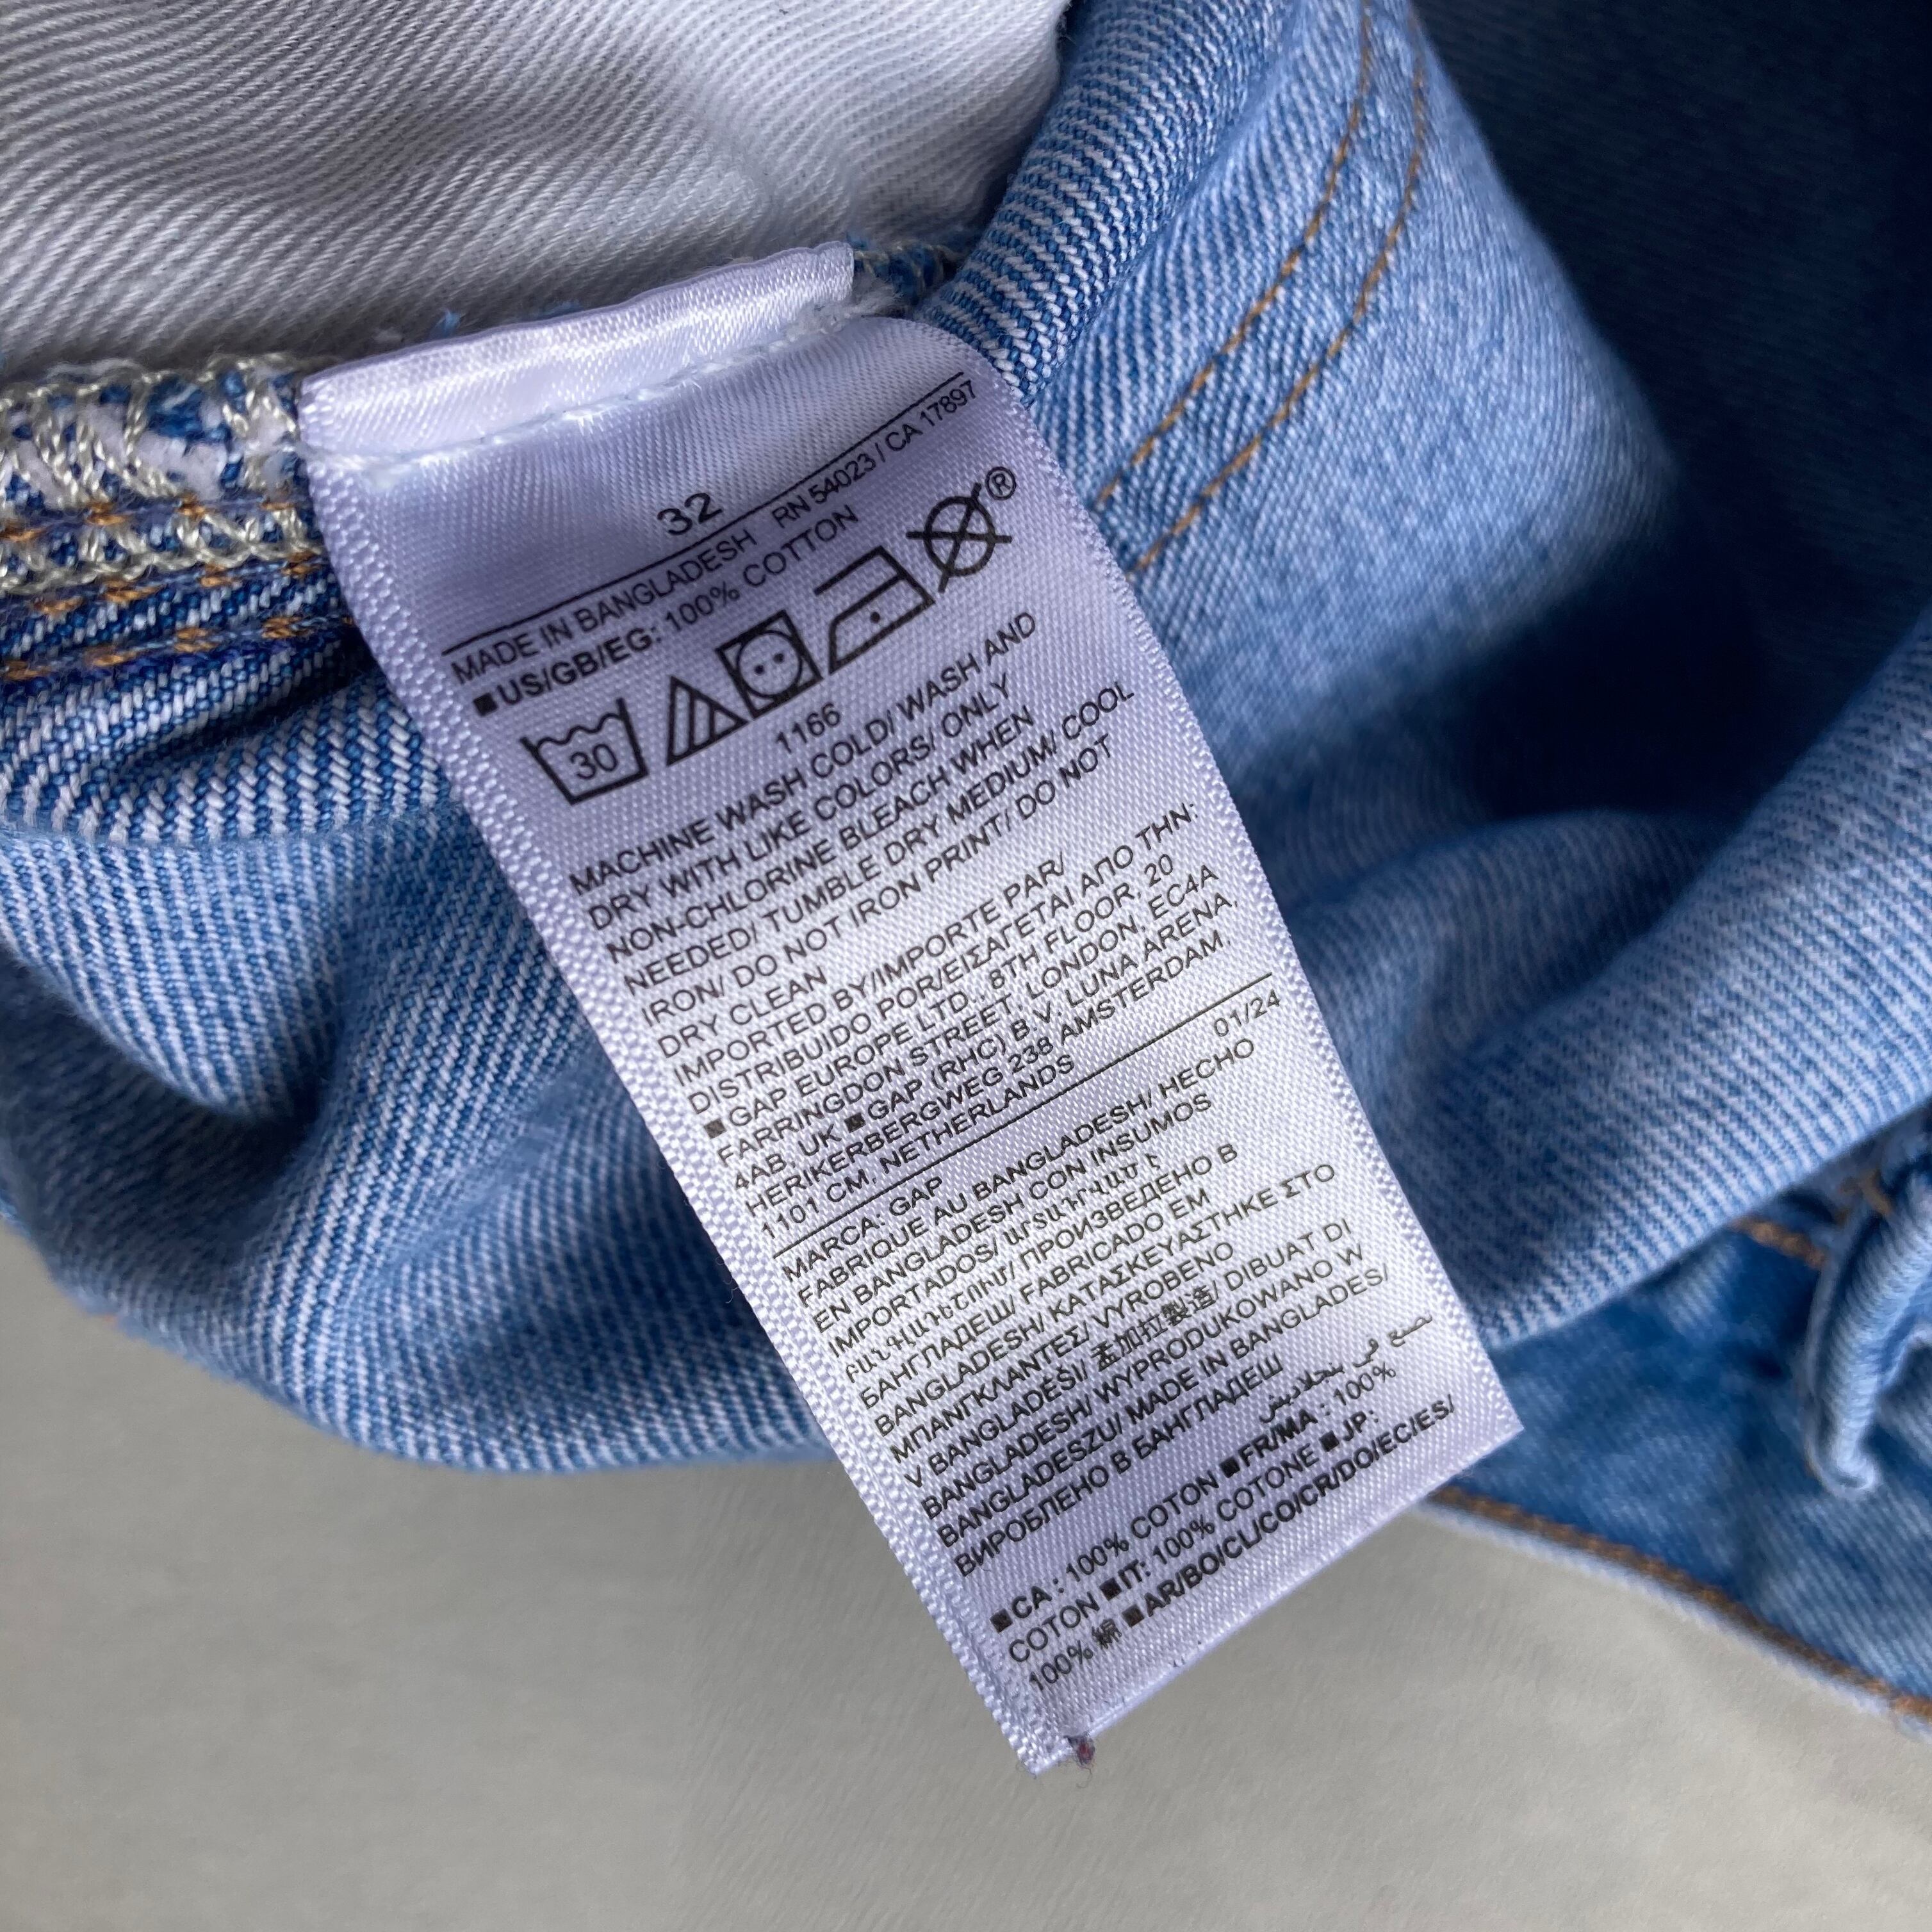 32
MADE IN BANGLADESH RN 54023 / CA 17897
■US/GB/EG: 100% COTTON
30
1166
MACHINE WASH COLD/ WASH AND
DRY WITH LIKE COLORS/ ONLY
NON-CHLORINE BLEACH WHEN
NEEDED/ TUMBLE DRY MEDIUM/ COOL
IRON/ DO NOT IRON PRINT/ DO NOT
DRY CLEAN
IMPORTED BY/IMPORTE PAR/
DISTRIBUIDO POR/ΕΙΣΑΓΕΤΑΙ ΑΠΟ ΤΗΝ:
■GAP EUROPE LTD., 8TH FLOOR, 20
FARRINGDON STREET, LONDON, EC4A
4AB, UK ■GAP (RHC) B.V. LUNA ARENA,
HERIKERBERGWEG 238 AMSTERDAM,
1101 CM, NETHERLANDS
01/24
MARCA: GAP
FABRIQUE AU BANGLADESH/ HECHO
EN BANGLADESH CON INSUMOS
IMPORTADOS/ ԱՐՏԱԴՐՎԱԾ Է
ԲԱՆԳԼԱԴԵՇՈՒՄ/ ПРОИЗВЕДЕНО В
БАНГЛАДЕШ/ FABRICADO EM
BANGLADESH/ ΚΑΤΑΣΚΕΥΑΣΤΗΚΕ ΣΤΟ
ΜΠΑΝΓΚΛΑΝΤΕΣ/ VYROBENO
V BANGLADÉŠI/ 孟加拉製造/ DIBUAT DI
BANGLADESH/ WYPRODUKOWANO W
BANGLADESZU/ MADE IN BANGLADES/
ВИРОБЛЕНО В БАНГЛАДЕШ
صنع في بنجلاديش
■CA : 100% COTON ■FR/MA : 100%
COTON ■IT: 100% COTONE ■JP:
100% 綿 ■AR/BO/CL/CO/CR/DO/EC/ES/